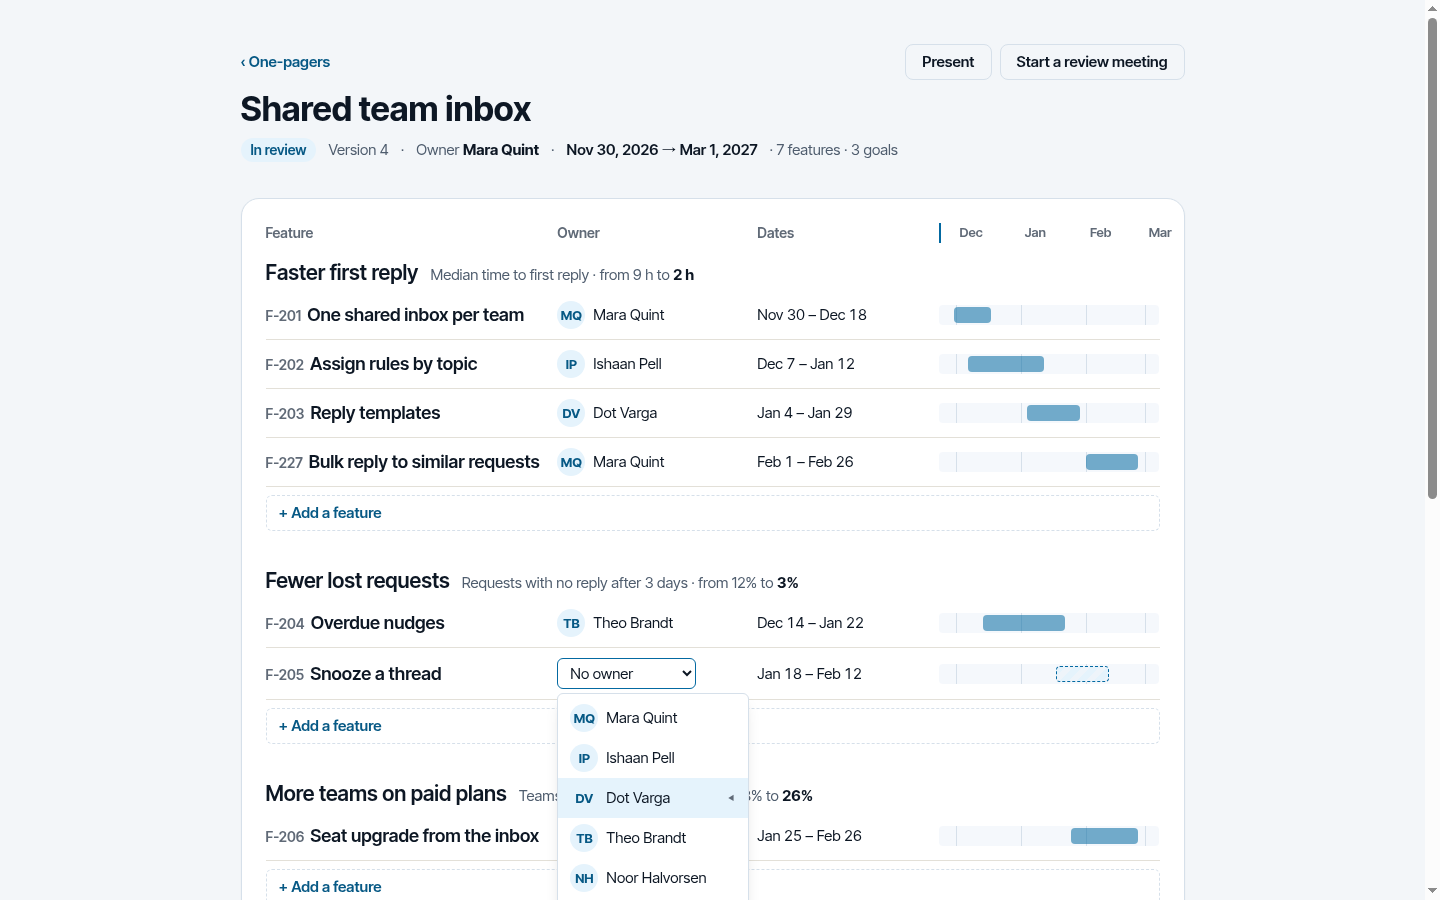 ‹ One-pagers
Present
Start a review meeting
Shared team inbox
In review Version 4 · Owner Mara Quint · Nov 30, 2026 → Mar 1, 2027 · 7 features · 3 goals
Feature Owner Dates Dec Jan Feb Mar
Faster first reply Median time to first reply · from 9 h to 2 h
F-201 One shared inbox per team MQ Mara Quint Nov 30 – Dec 18
F-202 Assign rules by topic IP Ishaan Pell Dec 7 – Jan 12
F-203 Reply templates DV Dot Varga Jan 4 – Jan 29
F-227 Bulk reply to similar requests MQ Mara Quint Feb 1 – Feb 26
+ Add a feature
Fewer lost requests Requests with no reply after 3 days · from 12% to 3%
F-204 Overdue nudges TB Theo Brandt Dec 14 – Jan 22
F-205 Snooze a thread No owner Jan 18 – Feb 12
MQ Mara Quint
+ Add a feature
IP Ishaan Pell
More teams on paid plans Teams % to 26%
DV Dot Varga
F-206 Seat upgrade from the inbox TB Theo Brandt Jan 25 – Feb 26
NH Noor Halvorsen
+ Add a feature